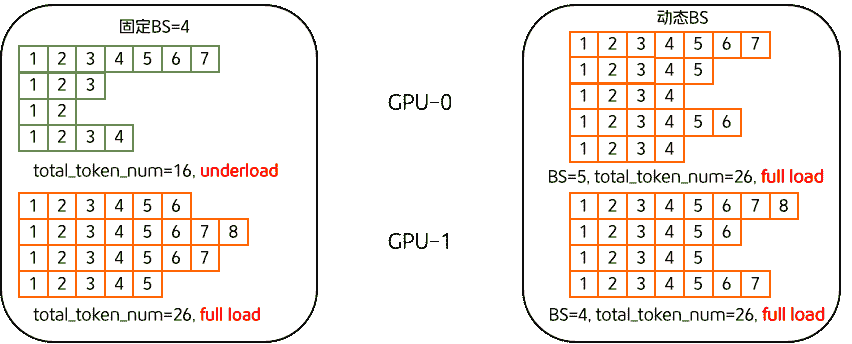 固定BS=4
1 2 3 4 5 6 7
1 2 3
1 2
1 2 3 4
total_token_num=16, underload
1 2 3 4 5 6
1 2 3 4 5 6 7 8
1 2 3 4 5 6 7
1 2 3 4 5
total_token_num=26, full load
GPU-0
GPU-1
动态BS
1 2 3 4 5 6 7
1 2 3 4 5
1 2 3 4
1 2 3 4 5 6
1 2 3 4
BS=5, total_token_num=26, full load
1 2 3 4 5 6 7 8
1 2 3 4 5 6
1 2 3 4 5
1 2 3 4 5 6 7
BS=4, total_token_num=26, full load